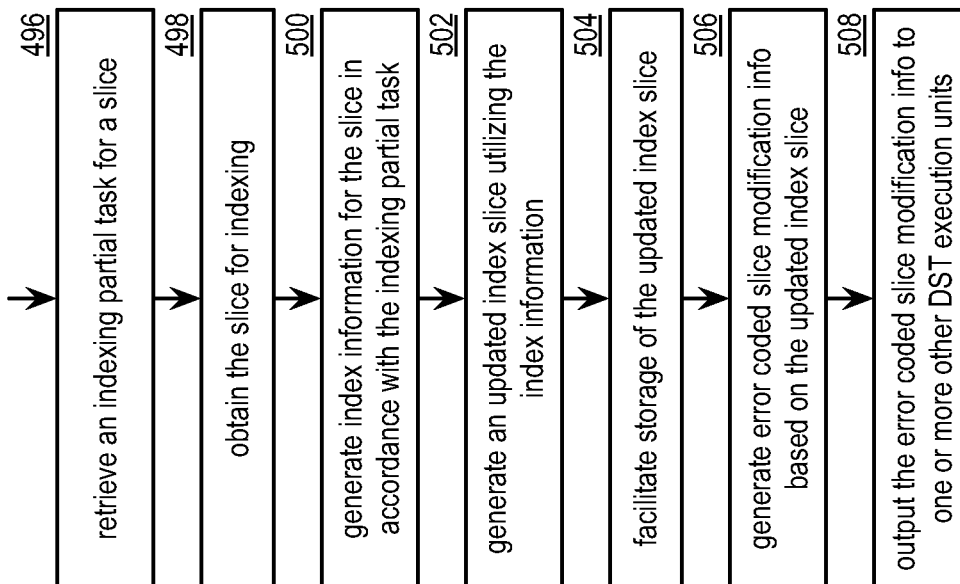 496
retrieve an indexing partial task for a slice
498
obtain the slice for indexing
500
generate index information for the slice in
accordance with the indexing partial task
502
generate an updated index slice utilizing the
index information
504
facilitate storage of the updated index slice
506
generate error coded slice modification info
based on the updated index slice
508
output the error coded slice modification info to
one or more other DST execution units